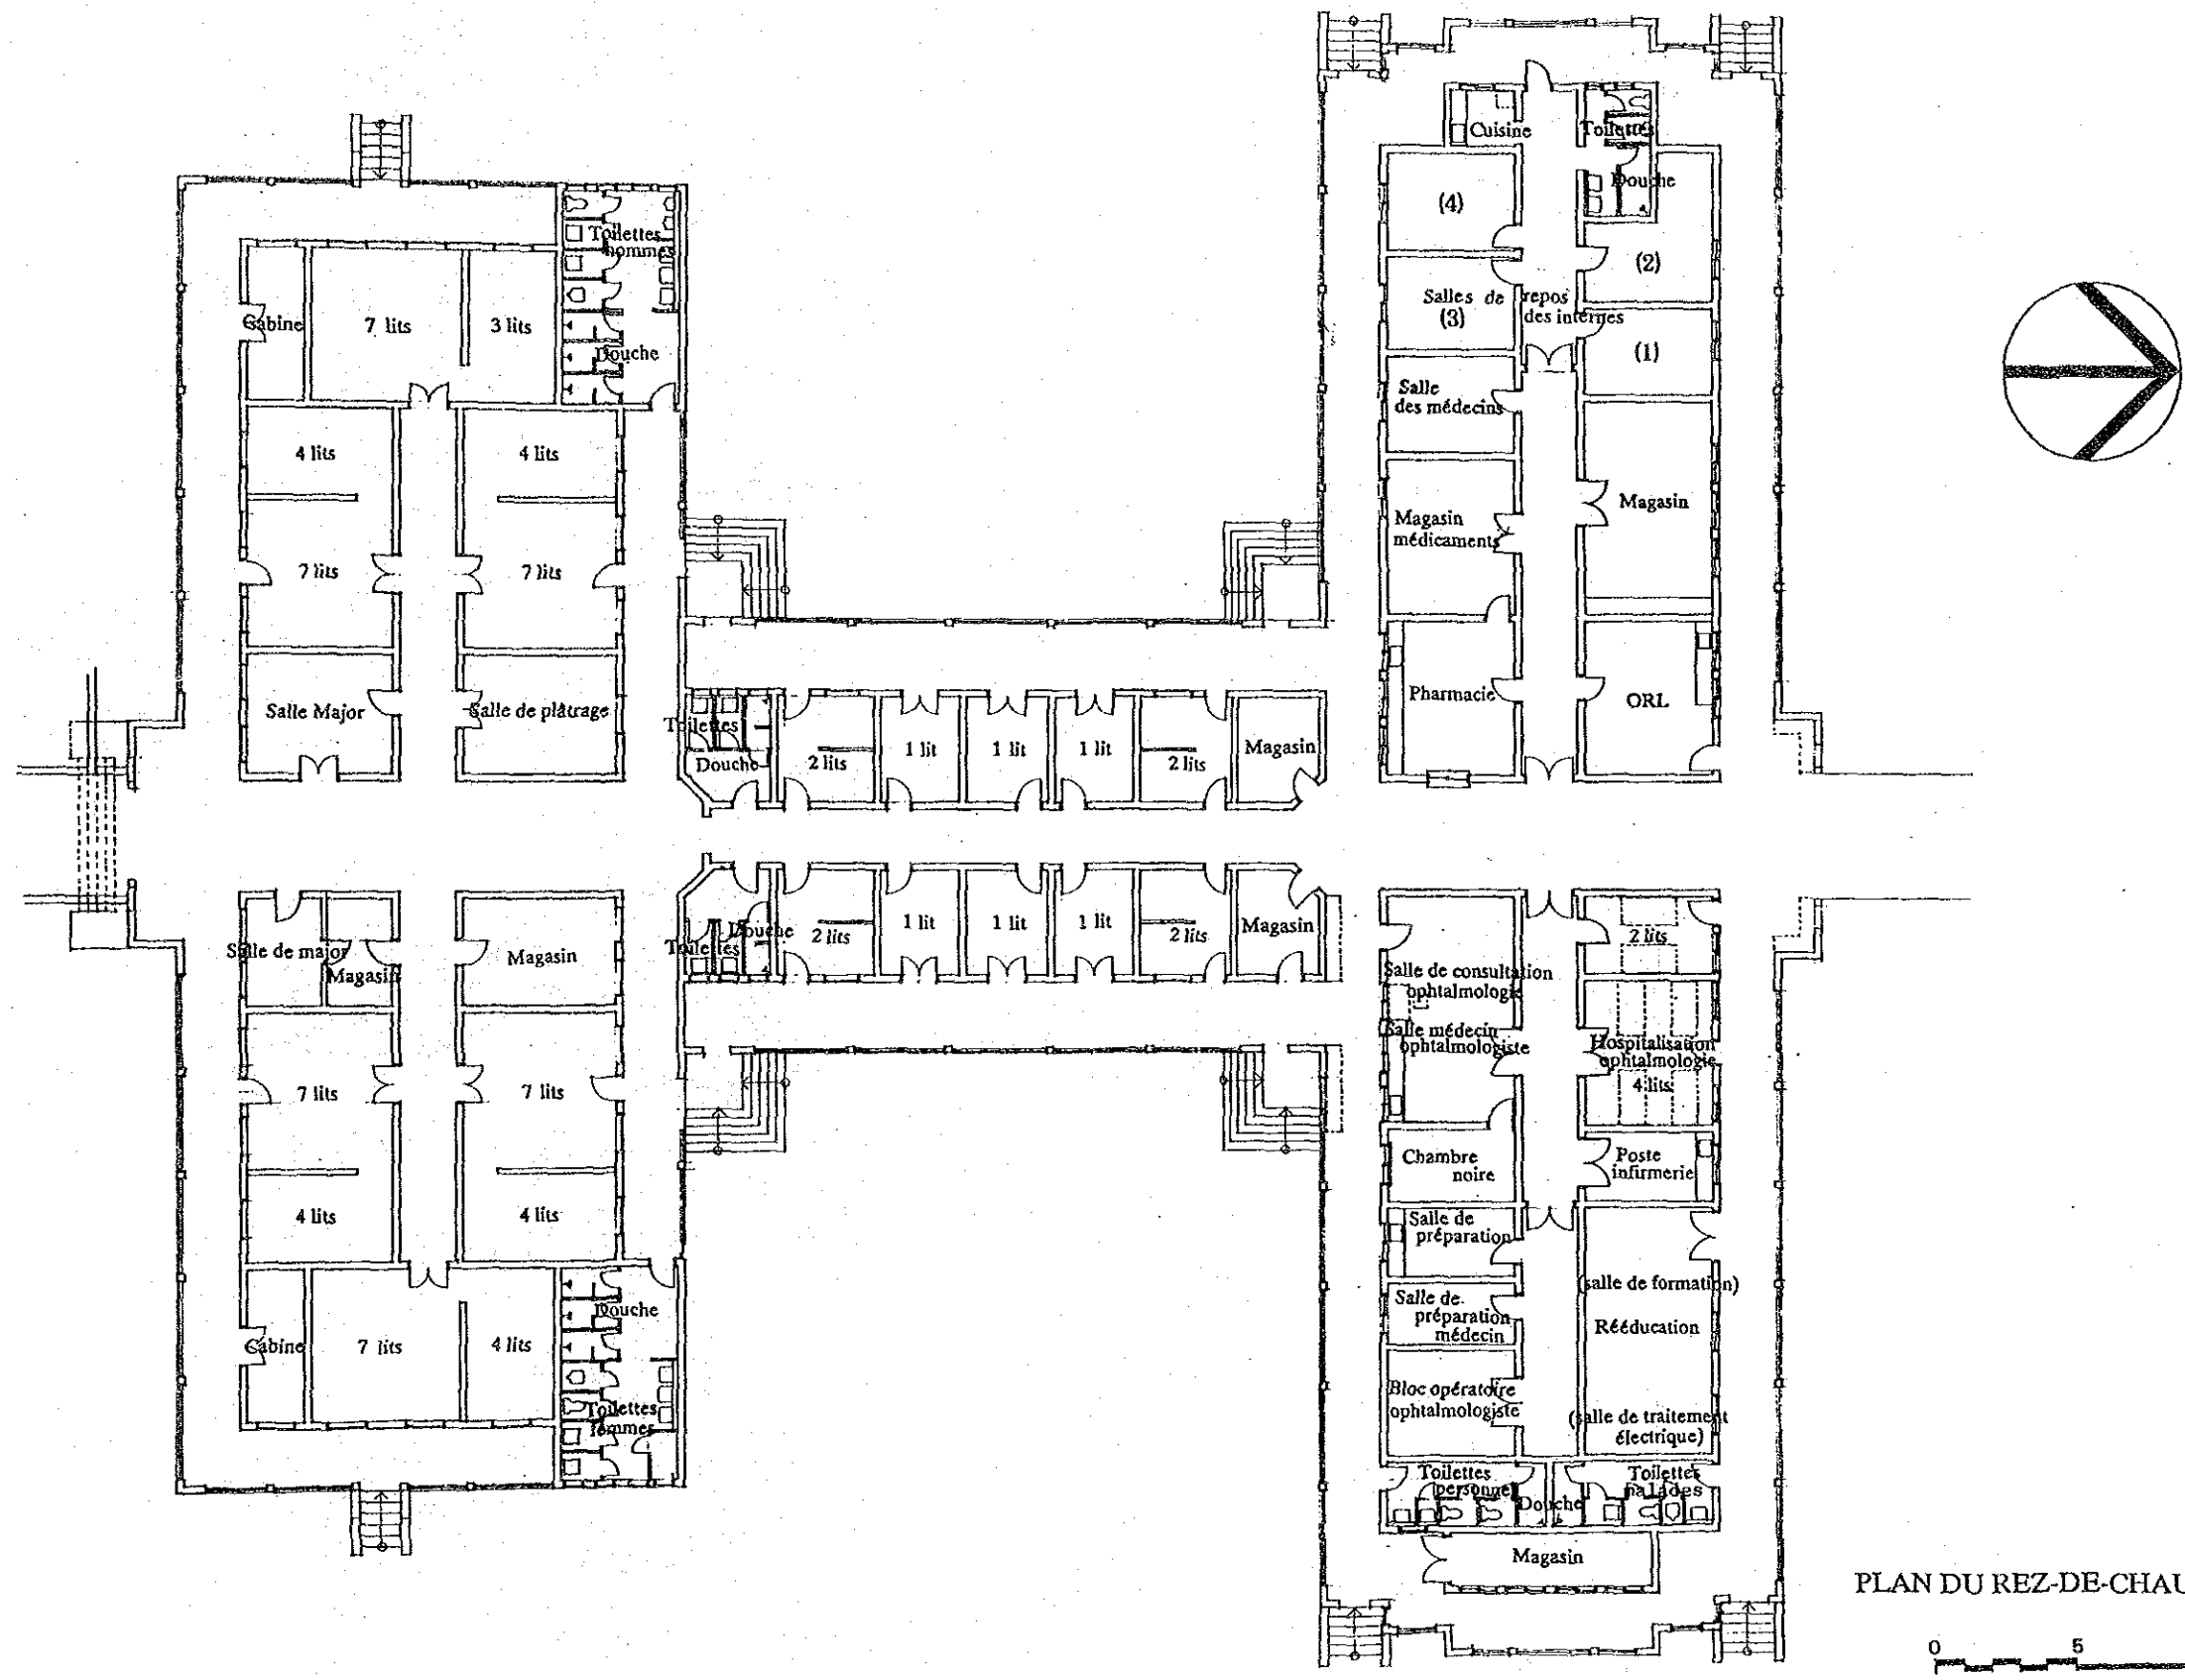 Cuisine
Toilettes
Douche
(4)
(2)
Salles de repos
des internes
(3)
(1)
Salle
des médecins
Magasin
Magasin
médicaments
Pharmacie
ORL
Toilettes
hommes
Cabine
7 lits
3 lits
Douche
4 lits
4 lits
7 lits
7 lits
Salle Major
Salle de plâtrage
Toilettes
Douche
2 lits
1 lit
1 lit
1 lit
2 lits
Magasin
Salle de major
Magasin
Magasin
Toilettes
Douche
2 lits
1 lit
1 lit
1 lit
2 lits
Magasin
7 lits
7 lits
4 lits
4 lits
Cabine
7 lits
4 lits
Douche
Toilettes
femmes
2 lits
Salle de consultation
ophtalmologie
Salle médecin
ophtalmologiste
Hospitalisation
ophtalmologie
4 lits
Chambre
noire
Poste
infirmerie
Salle de
préparation
(salle de formation)
Salle de
préparation
médecin
Rééducation
Bloc opératoire
ophtalmologiste
(salle de traitement
électrique)
Toilettes
personnel
Douche
Toilettes
malades
Magasin
PLAN DU REZ-DE-CHAU
0 5